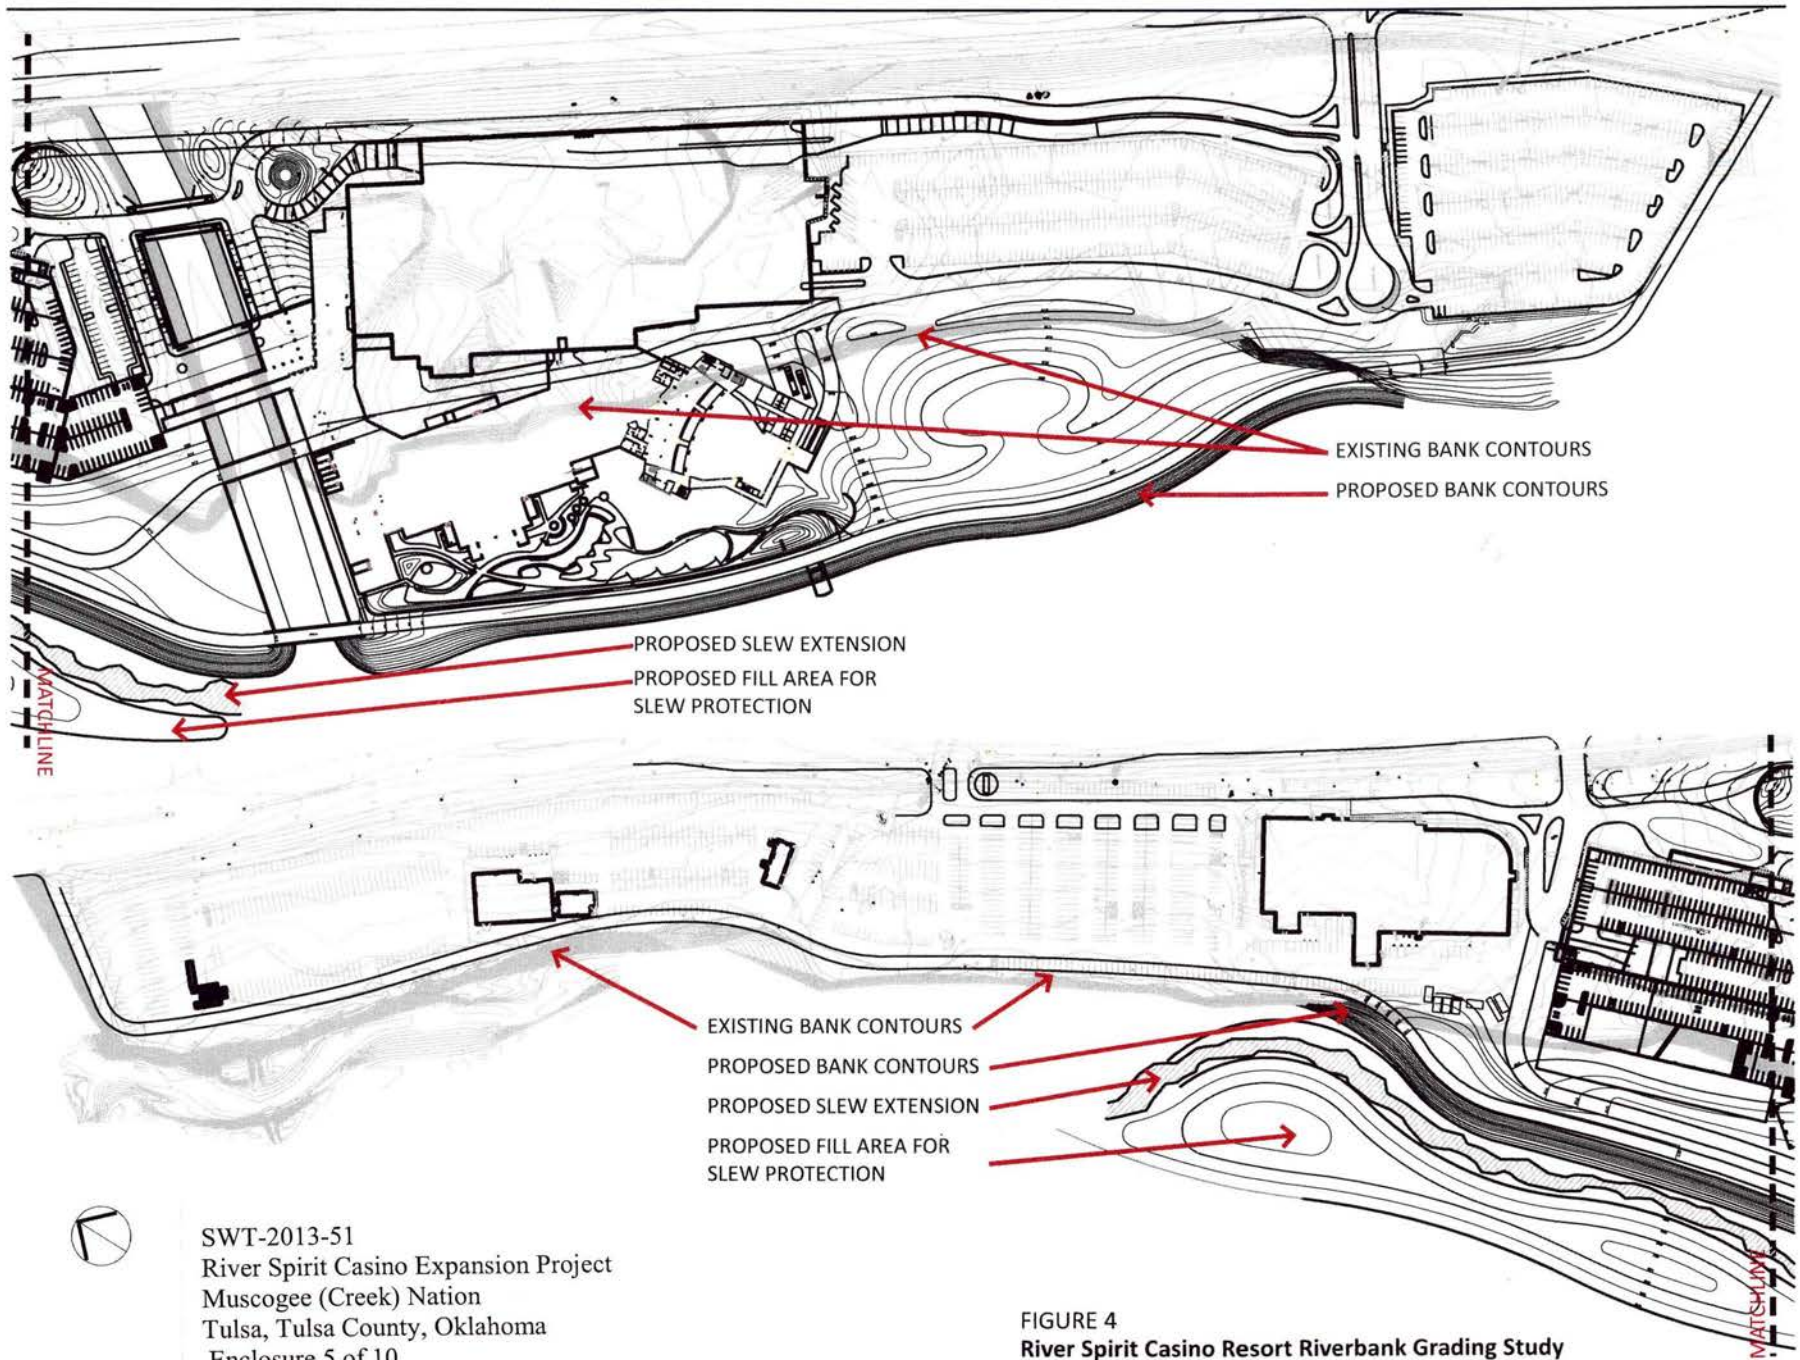 EXISTING BANK CONTOURS
PROPOSED BANK CONTOURS
PROPOSED SLEW EXTENSION
PROPOSED FILL AREA FOR
SLEW PROTECTION
MATCHLINE
EXISTING BANK CONTOURS
PROPOSED BANK CONTOURS
PROPOSED SLEW EXTENSION
PROPOSED FILL AREA FOR
SLEW PROTECTION
MATCHLINE
SWT-2013-51
River Spirit Casino Expansion Project
Muscogee (Creek) Nation
Tulsa, Tulsa County, Oklahoma
Enclosure 5 of 10
FIGURE 4
River Spirit Casino Resort Riverbank Grading Study